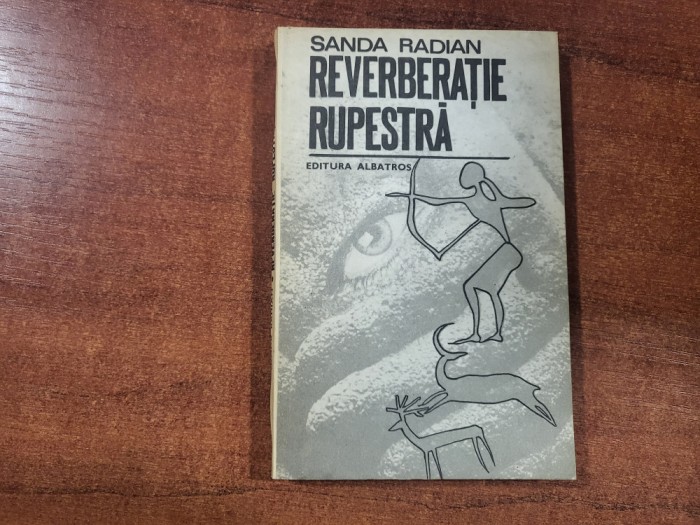 SANDA RADIAN
REVERBERAȚIE
RUPESTRĂ
EDITURA ALBATROS